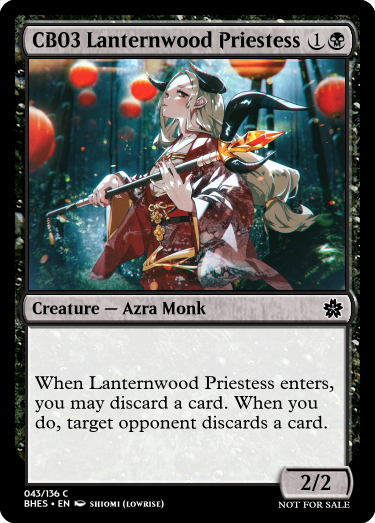 CB03 Lanternwood Priestess 1
Creature — Azra Monk
When Lanternwood Priestess enters,
you may discard a card. When you
do, target opponent discards a card.
2/2
043/136 C
BHES • EN SHIOMI (LOWRISE)
NOT FOR SALE